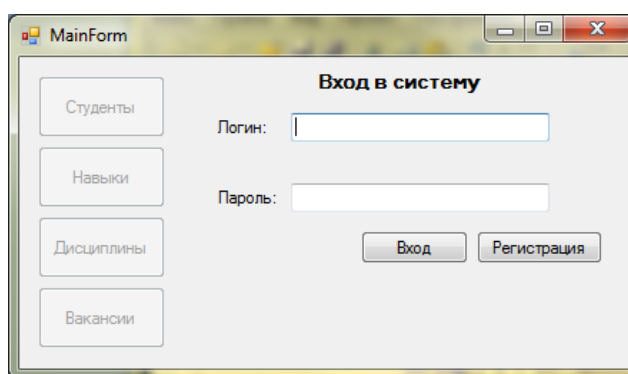 MainForm
Студенты
Навыки
Дисциплины
Вакансии
Вход в систему
Логин:
Пароль:
Вход
Регистрация